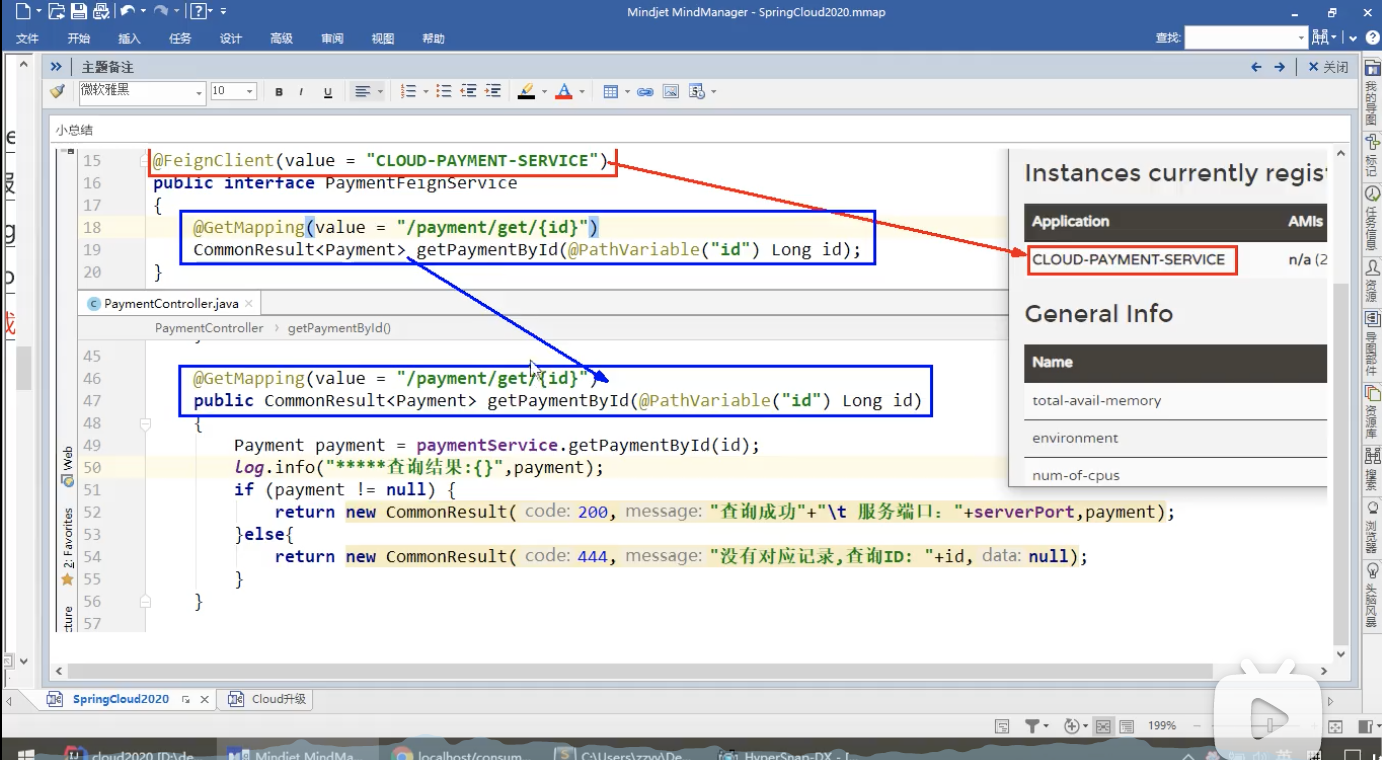 Mindjet MindManager - SpringCloud2020.mmap
文件 开始 插入 任务 设计 高级 审阅 视图 帮助 查找:
主题备注 关闭
微软雅黑 10 B I U A
小总结
15 @FeignClient(value = "CLOUD-PAYMENT-SERVICE")
16 public interface PaymentFeignService
17 {
18 @GetMapping(value = "/payment/get/{id}")
19 CommonResult<Payment> getPaymentById(@PathVariable("id") Long id);
20 }
Instances currently regis
Application AMIs
CLOUD-PAYMENT-SERVICE n/a (2
General Info
Name
total-avail-memory
environment
num-of-cpus
PaymentController.java
PaymentController getPaymentById()
45
46 @GetMapping(value = "/payment/get/{id}")
47 public CommonResult<Payment> getPaymentById(@PathVariable("id") Long id)
48 {
49 Payment payment = paymentService.getPaymentById(id);
50 log.info("*****查询结果:{}",payment);
51 if (payment != null) {
52 return new CommonResult( code: 200, message: "查询成功"+"\t 服务端口: "+serverPort,payment);
53 }else{
54 return new CommonResult( code: 444, message: "没有对应记录,查询ID: "+id, data: null);
55 }
56 }
57
Web
2: Favorites
cture
我的导图
标记
任务信息
资源
导图部件
资源库
搜索
浏览器
头脑风暴
SpringCloud2020 Cloud升级
199%
cloud2020 [D:\de Mindjet MindMa... localhost/consum C:\Users\zzyy\De... HyperSnap-DX - [ 英